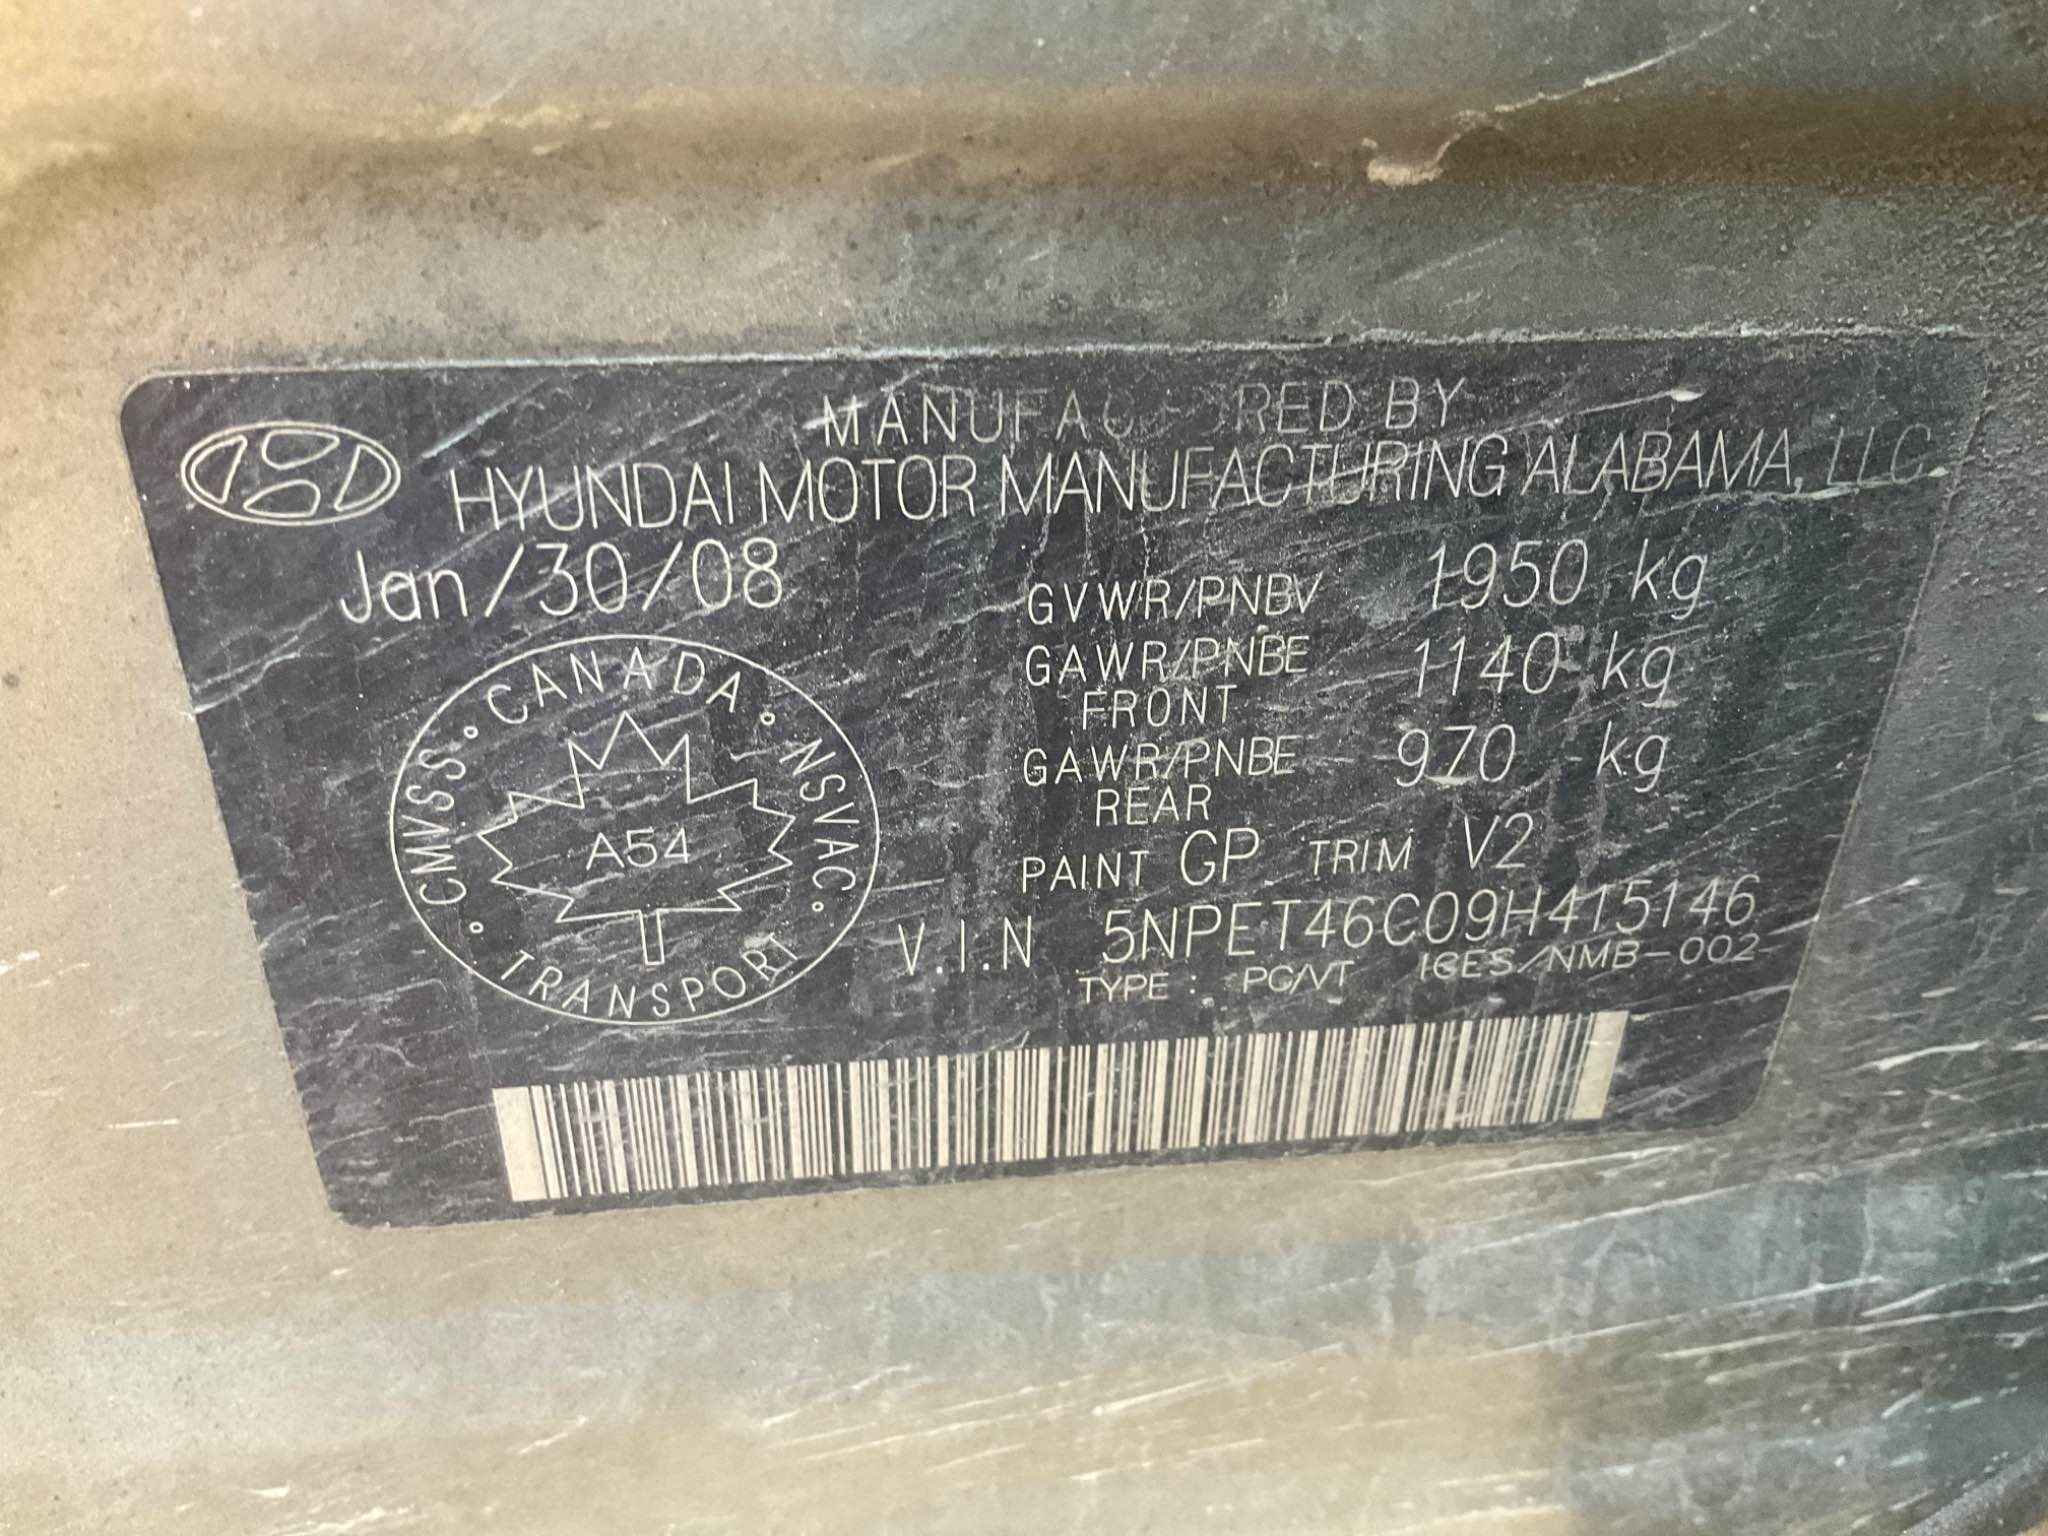 MANUFACTURED BY
HYUNDAI MOTOR MANUFACTURING ALABAMA, LLC
Jan/30/08
GVWR/PNBV 1950 kg
GAWR/PNBE 1140 kg
FRONT
GAWR/PNBE 970 kg
REAR
PAINT GP TRIM V2
V.I.N 5NPET46C09H415146
TYPE : PC/VT ICES/NMB-002
CMVSS · CANADA · NSVAC · TRANSPORT ·
A54